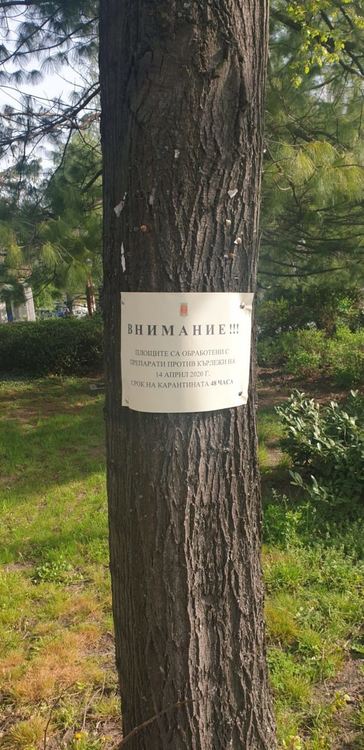 ВНИМАНИЕ!!!
ПЛОЩИТЕ СА ОБРАБОТЕНИ С
ПРЕПАРАТИ ПРОТИВ КЪРЛЕЖИ НА
14 АПРИЛ 2020 Г.
СРОК НА КАРАНТИНАТА 48 ЧАСА